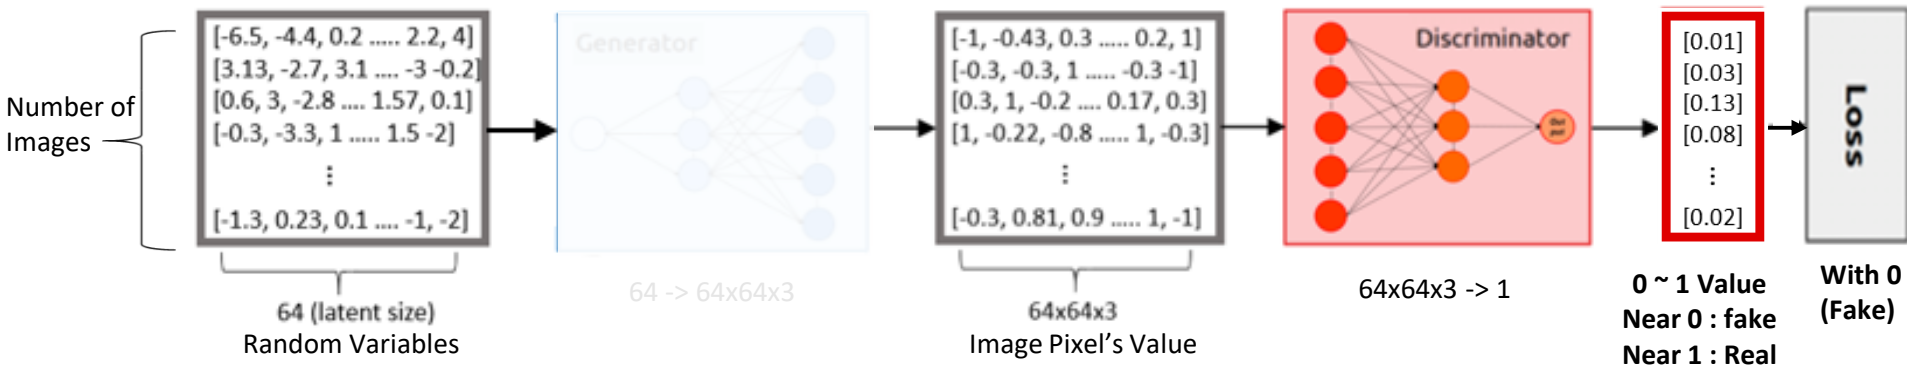 Number of
Images
[-6.5, -4.4, 0.2 ..... 2.2, 4]
[3.13, -2.7, 3.1 .... -3 -0.2]
[0.6, 3, -2.8 .... 1.57, 0.1]
[-0.3, -3.3, 1 ..... 1.5 -2]
⋮
[-1.3, 0.23, 0.1 .... -1, -2]
64 (latent size)
Random Variables
Generator
64 -> 64x64x3
[-1, -0.43, 0.3 ..... 0.2, 1]
[-0.3, -0.3, 1 ..... -0.3 -1]
[0.3, 1, -0.2 .... 0.17, 0.3]
[1, -0.22, -0.8 ..... 1, -0.3]
⋮
[-0.3, 0.81, 0.9 ..... 1, -1]
64x64x3
Image Pixel's Value
Discriminator
Out
put
64x64x3 -> 1
[0.01]
[0.03]
[0.13]
[0.08]
⋮
[0.02]
0 ~ 1 Value
Near 0 : fake
Near 1 : Real
Loss
With 0
(Fake)